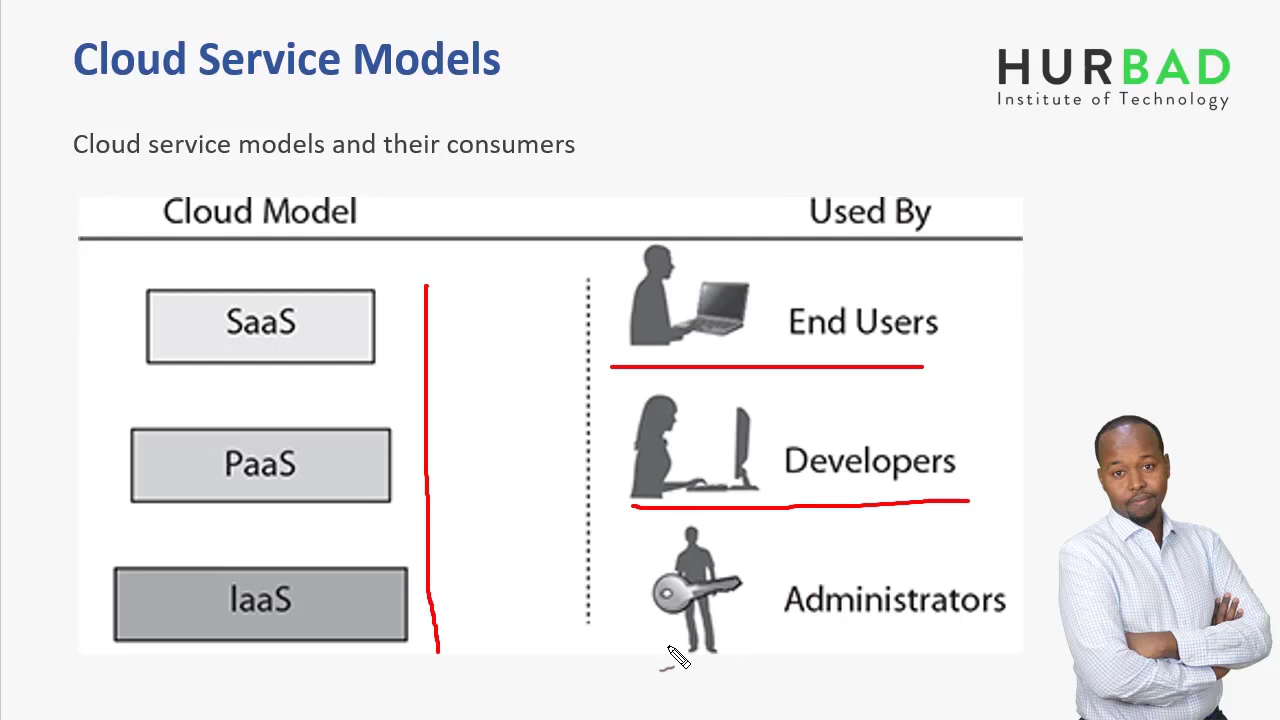 Cloud Service Models
HURBAD
Institute of Technology
Cloud service models and their consumers
Cloud Model
Used By
SaaS
End Users
PaaS
Developers
IaaS
Administrators